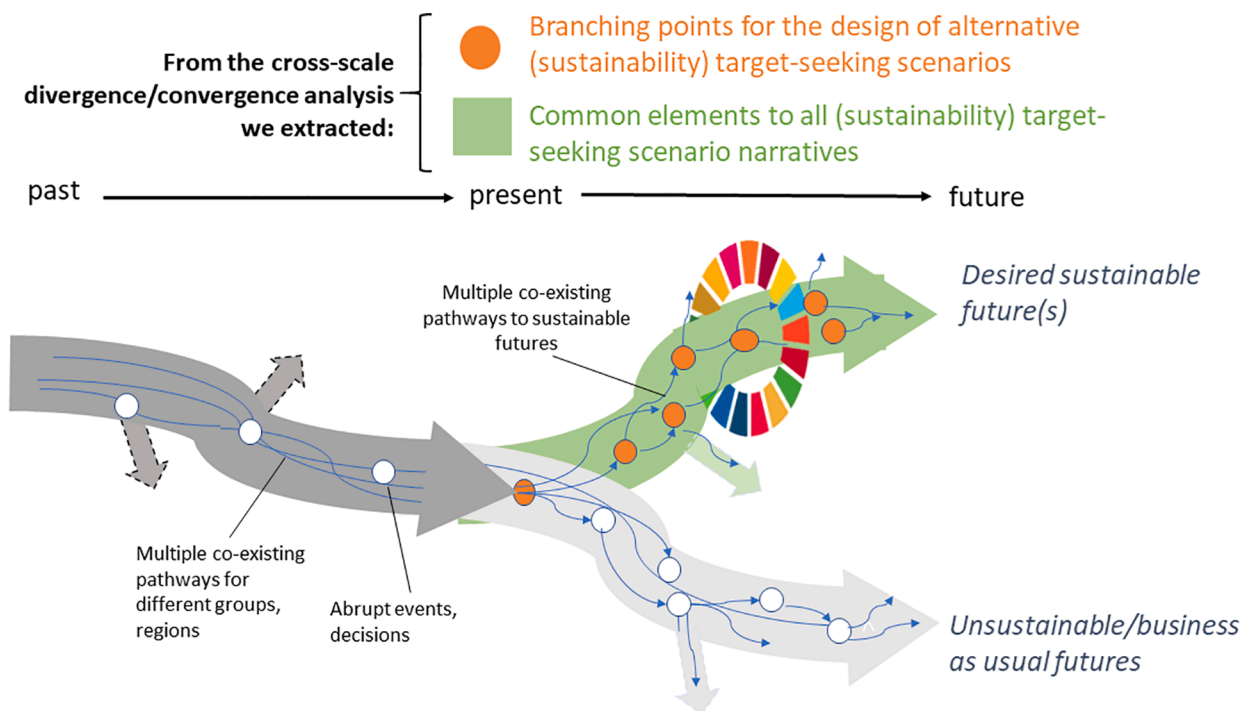 From the cross-scale
divergence/convergence analysis
we extracted:
Branching points for the design of alternative
(sustainability) target-seeking scenarios
Common elements to all (sustainability) target-
seeking scenario narratives
past
present
future
Multiple co-existing
pathways to sustainable
futures
Desired sustainable
future(s)
Multiple co-existing
pathways for
different groups,
regions
Abrupt events,
decisions
Unsustainable/business
as usual futures